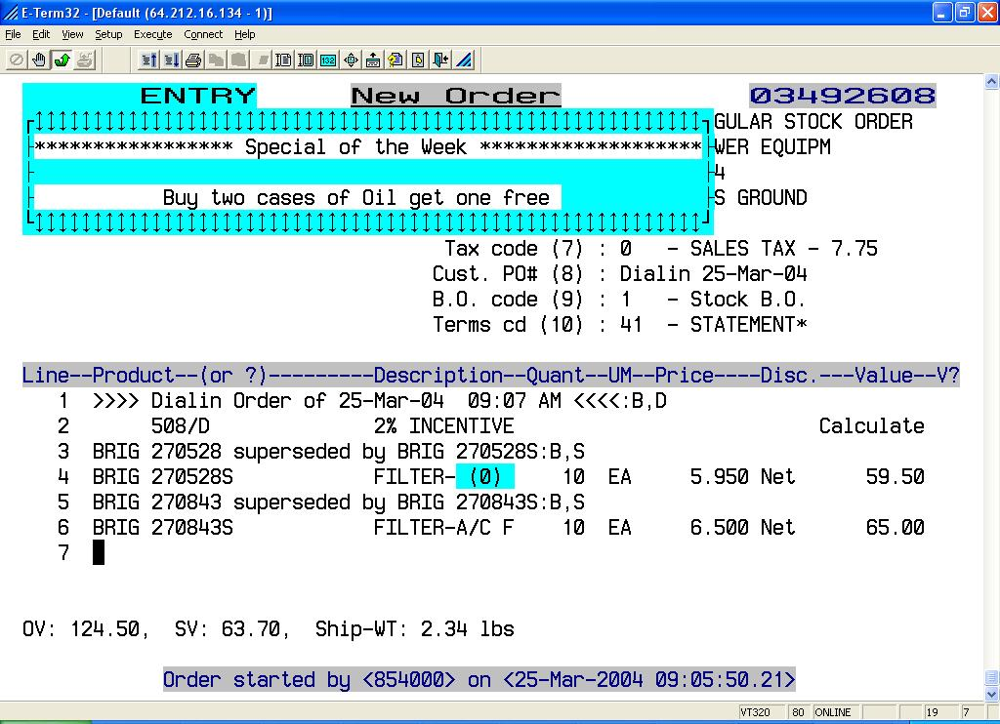 E-Term32 - [Default (64.212.16.134 - 1)]
File Edit View Setup Execute Connect Help
132
ENTRY New Order 03492608
GULAR STOCK ORDER
***************** Special of the Week ******************* WER EQUIPM
4
Buy two cases of Oil get one free S GROUND
Tax code (7) : 0 - SALES TAX - 7.75
Cust. PO# (8) : Dialin 25-Mar-04
B.O. code (9) : 1 - Stock B.O.
Terms cd (10) : 41 - STATEMENT*
Line--Product--(or ?)---------Description--Quant--UM--Price----Disc.---Value--V?
1 >>>> Dialin Order of 25-Mar-04 09:07 AM <<<<:B,D
2 508/D 2% INCENTIVE Calculate
3 BRIG 270528 superseded by BRIG 270528S:B,S
4 BRIG 270528S FILTER- (0) 10 EA 5.950 Net 59.50
5 BRIG 270843 superseded by BRIG 270843S:B,S
6 BRIG 270843S FILTER-A/C F 10 EA 6.500 Net 65.00
7
OV: 124.50, SV: 63.70, Ship-WT: 2.34 lbs
Order started by <854000> on <25-Mar-2004 09:05:50.21>
VT320 80 ONLINE 19 7